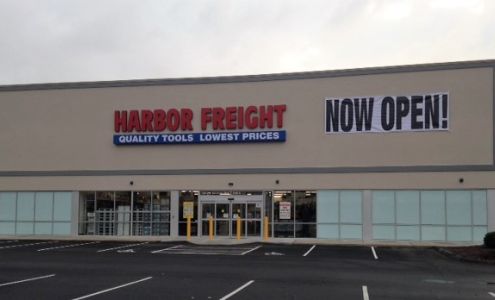 HARBOR FREIGHT
QUALITY TOOLS LOWEST PRICES
NOW OPEN!